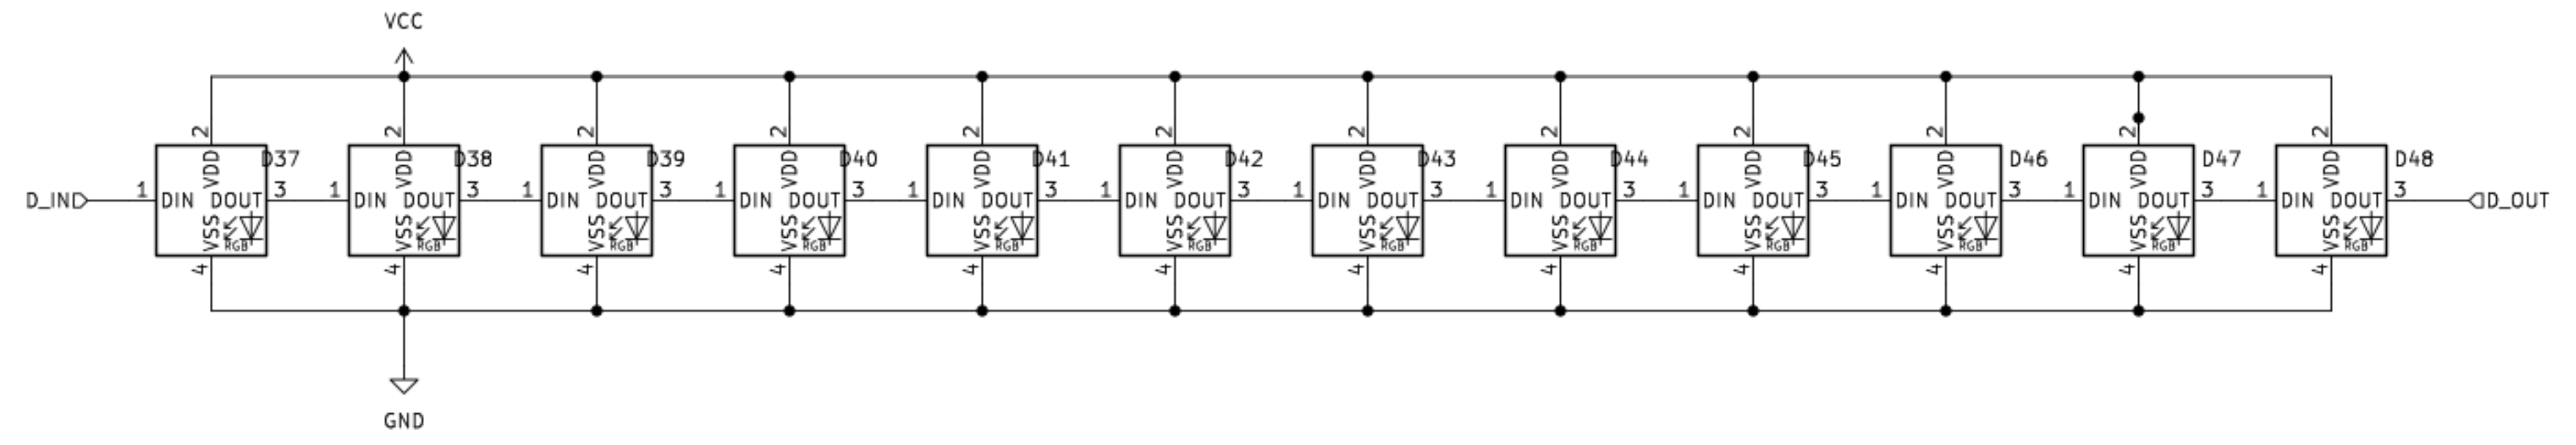 VCC
2 2 2 2 2 2 2 2 2 2 2 2
D37 D38 D39 D40 D41 D42 D43 D44 D45 D46 D47 D48
VDD VDD VDD VDD VDD VDD VDD VDD VDD VDD VDD VDD
D_IN 1 DIN DOUT 3 1 DIN DOUT 3 1 DIN DOUT 3 1 DIN DOUT 3 1 DIN DOUT 3 1 DIN DOUT 3 1 DIN DOUT 3 1 DIN DOUT 3 1 DIN DOUT 3 1 DIN DOUT 3 1 DIN DOUT 3 1 DIN DOUT 3 D_OUT
VSS RGB VSS RGB VSS RGB VSS RGB VSS RGB VSS RGB VSS RGB VSS RGB VSS RGB VSS RGB VSS RGB VSS RGB
4 4 4 4 4 4 4 4 4 4 4 4
GND